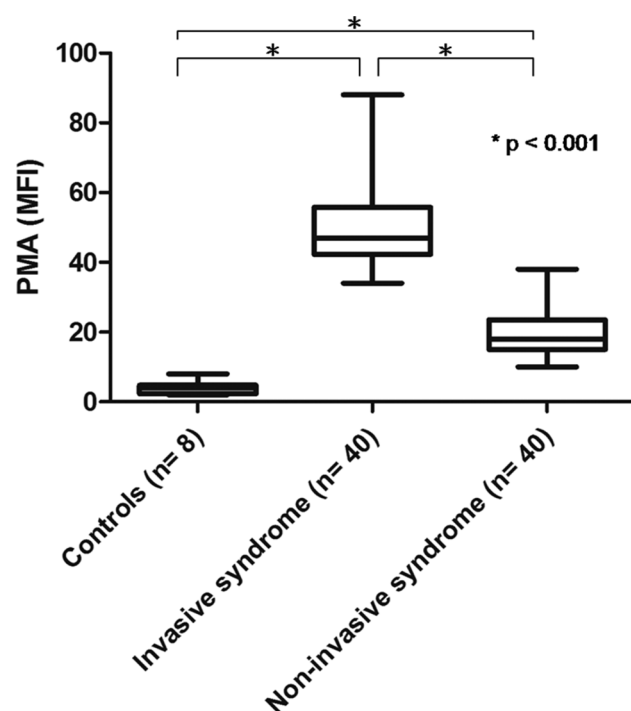 *
* *
100
80
60
40
20
0
PMA (MFI)
* p < 0.001
Controls (n= 8)
Invasive syndrome (n= 40)
Non-invasive syndrome (n= 40)